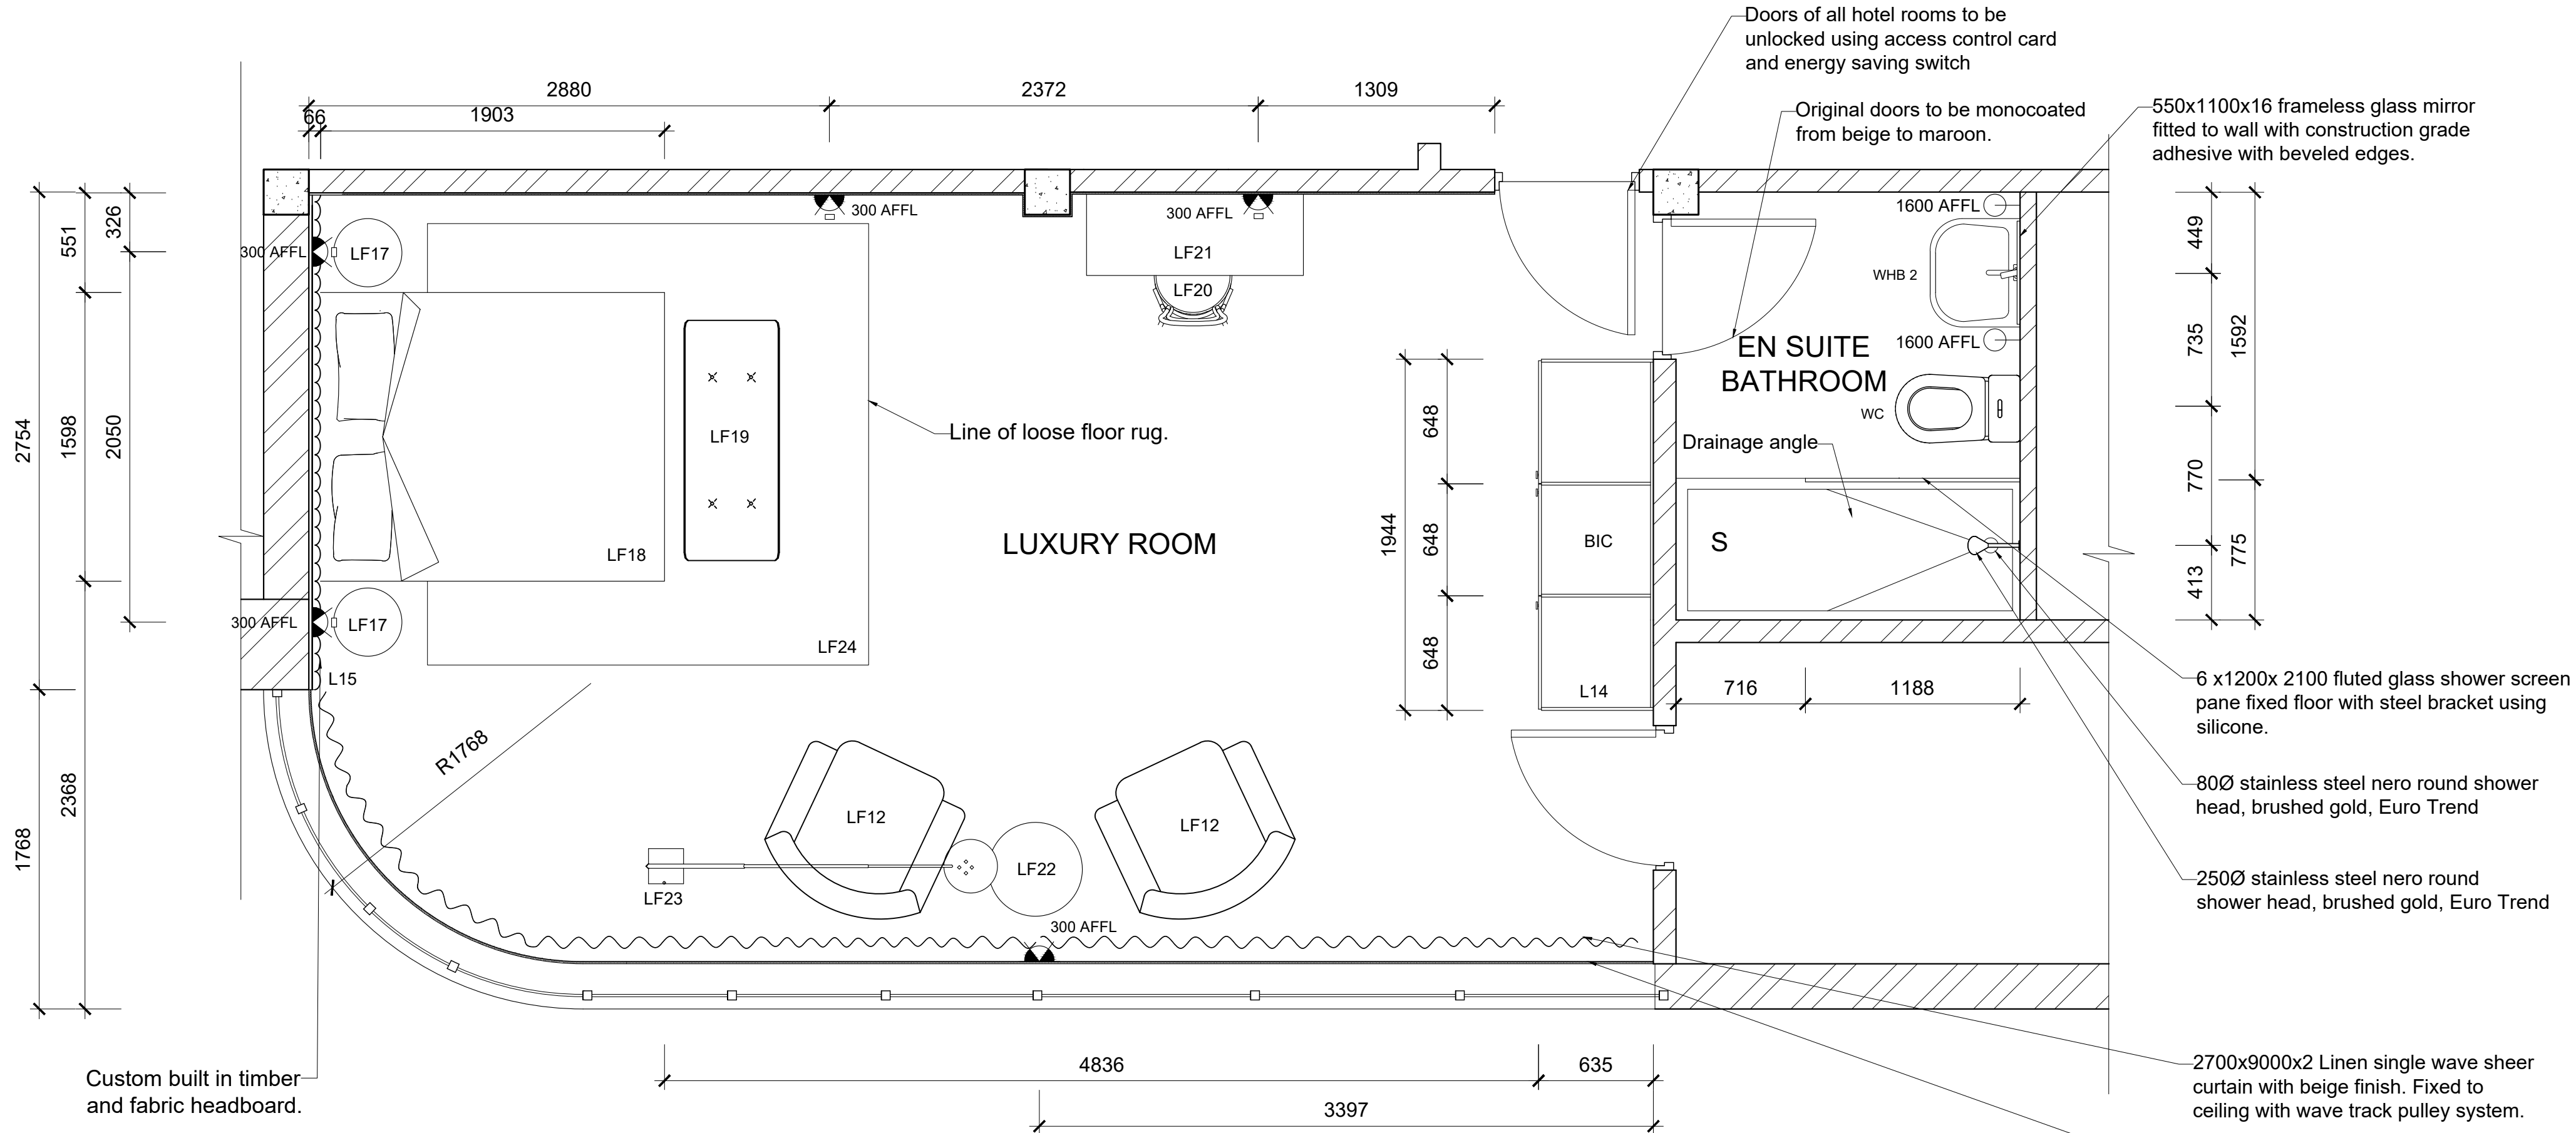 Doors of all hotel rooms to be
unlocked using access control card
and energy saving switch
2880
2372
1309
66
1903
Original doors to be monocoated
from beige to maroon.
550x1100x16 frameless glass mirror
fitted to wall with construction grade
adhesive with beveled edges.
2754
1768
551
1598
2368
326
2050
300 AFFL
LF17
300 AFFL
300 AFFL
LF21
LF20
1600 AFFL
WHB 2
1600 AFFL
EN SUITE
BATHROOM
WC
449
735
770
413
1592
775
LF19
Line of loose floor rug.
Drainage angle
LF18
LUXURY ROOM
1944
648
648
648
BIC
S
300 AFFL
LF17
LF24
L15
L14
716
1188
6 x1200x 2100 fluted glass shower screen
pane fixed floor with steel bracket using
silicone.
R1768
80Ø stainless steel nero round shower
head, brushed gold, Euro Trend
LF12
LF12
LF22
LF23
250Ø stainless steel nero round
shower head, brushed gold, Euro Trend
300 AFFL
Custom built in timber
and fabric headboard.
4836
635
3397
2700x9000x2 Linen single wave sheer
curtain with beige finish. Fixed to
ceiling with wave track pulley system.